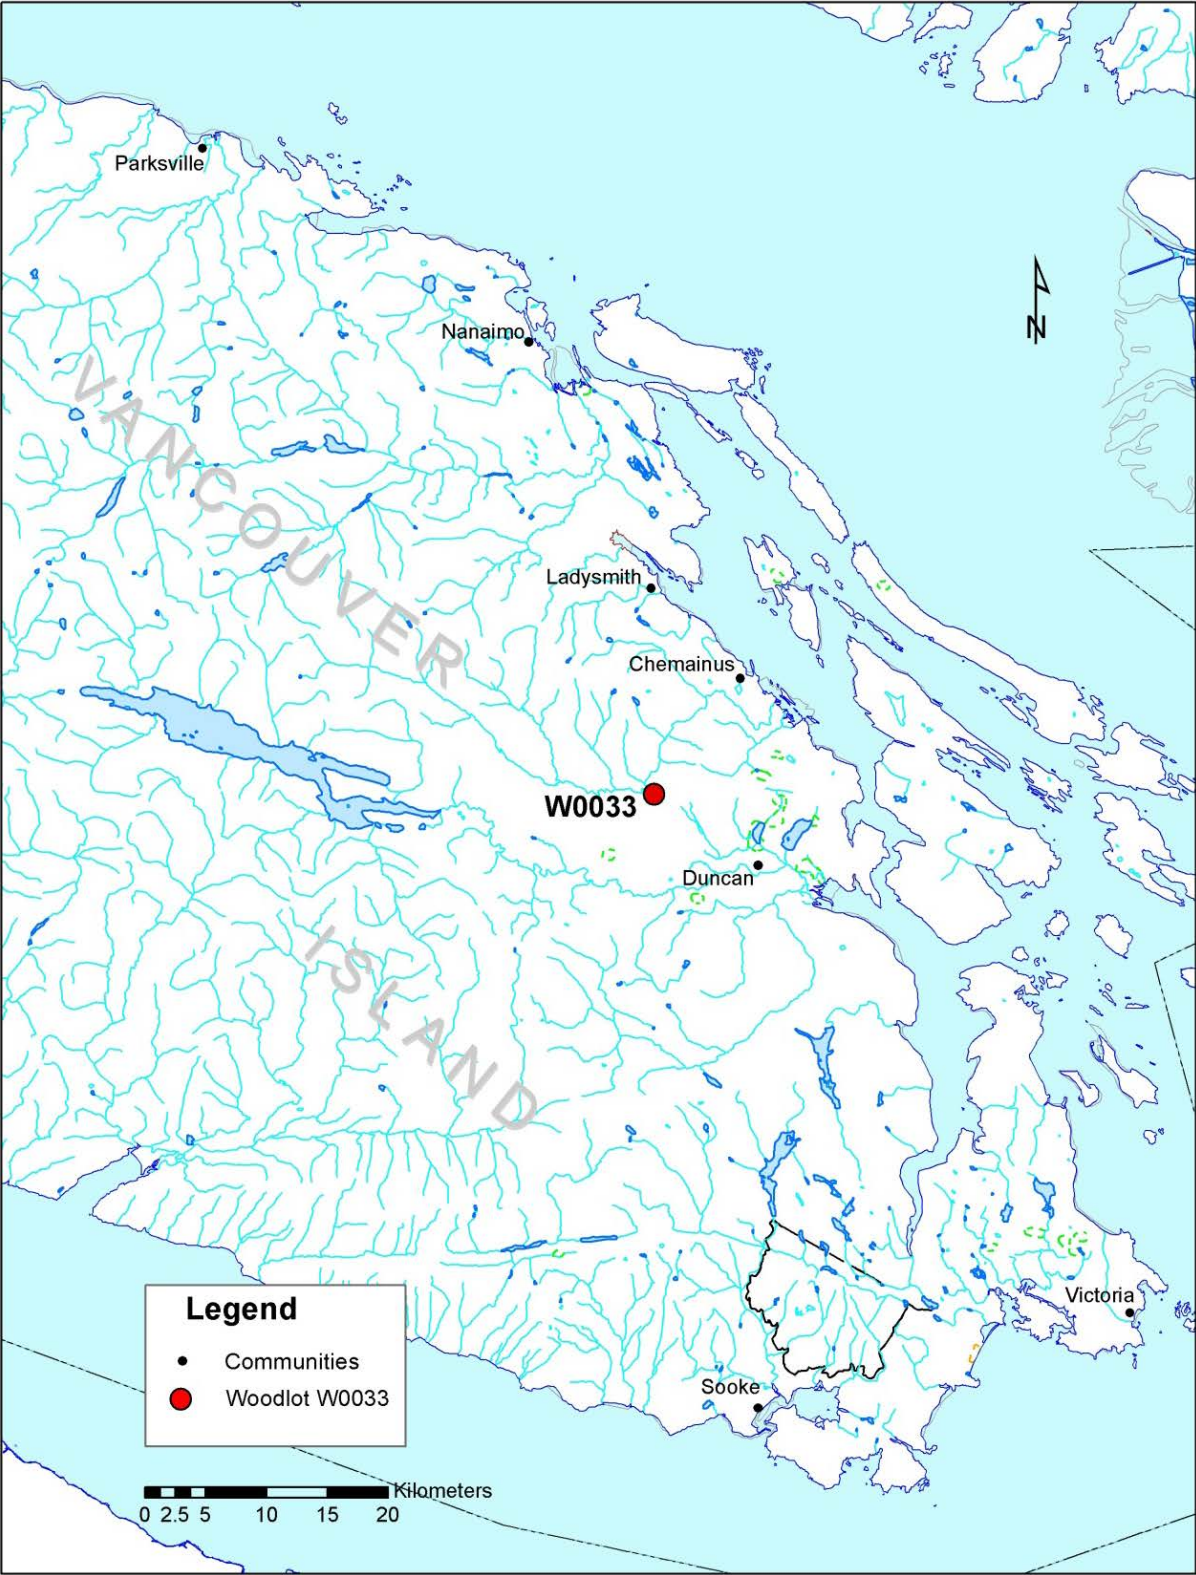 Parksville
Nanaimo
VANCOUVER
Ladysmith
Chemainus
W0033
Duncan
ISLAND
N
Victoria
Sooke
Legend
Communities
Woodlot W0033
Kilometers
0 2.5 5 10 15 20